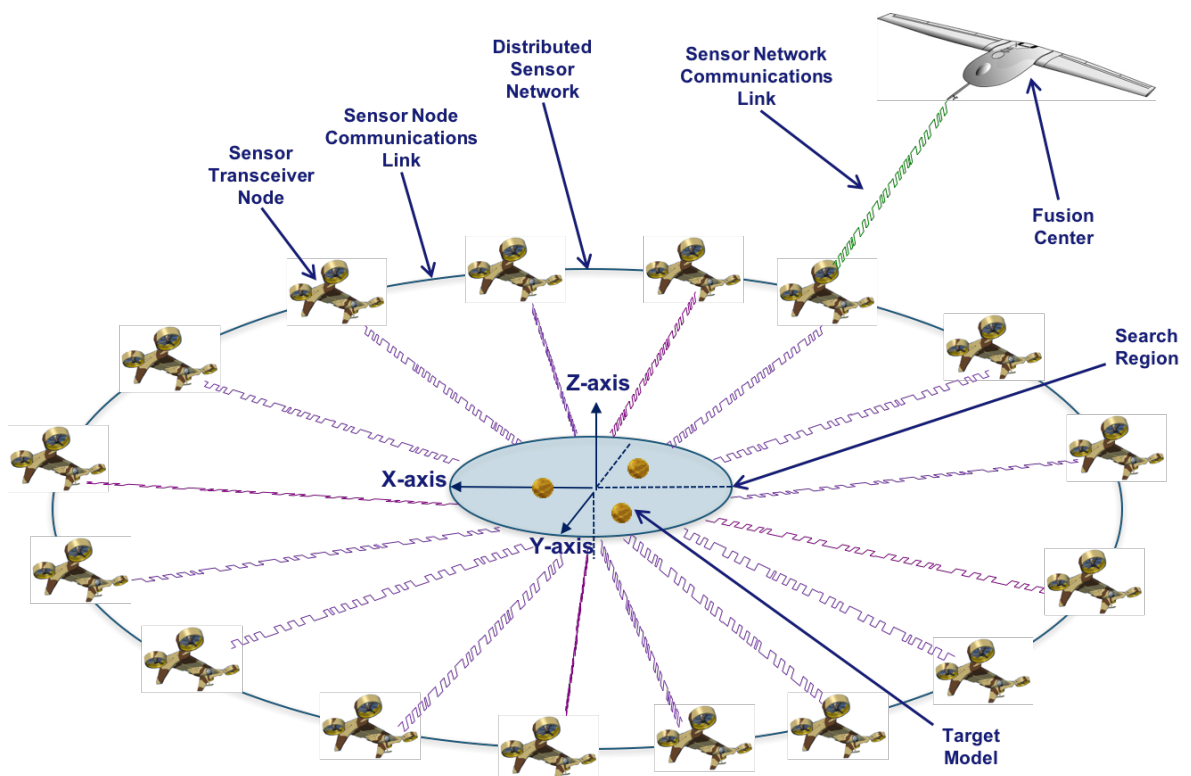 Distributed
Sensor
Network
Sensor Network
Communications
Link
Sensor Node
Communications
Link
Sensor
Transceiver
Node
Fusion
Center
Search
Region
Z-axis
X-axis
Y-axis
Target
Model